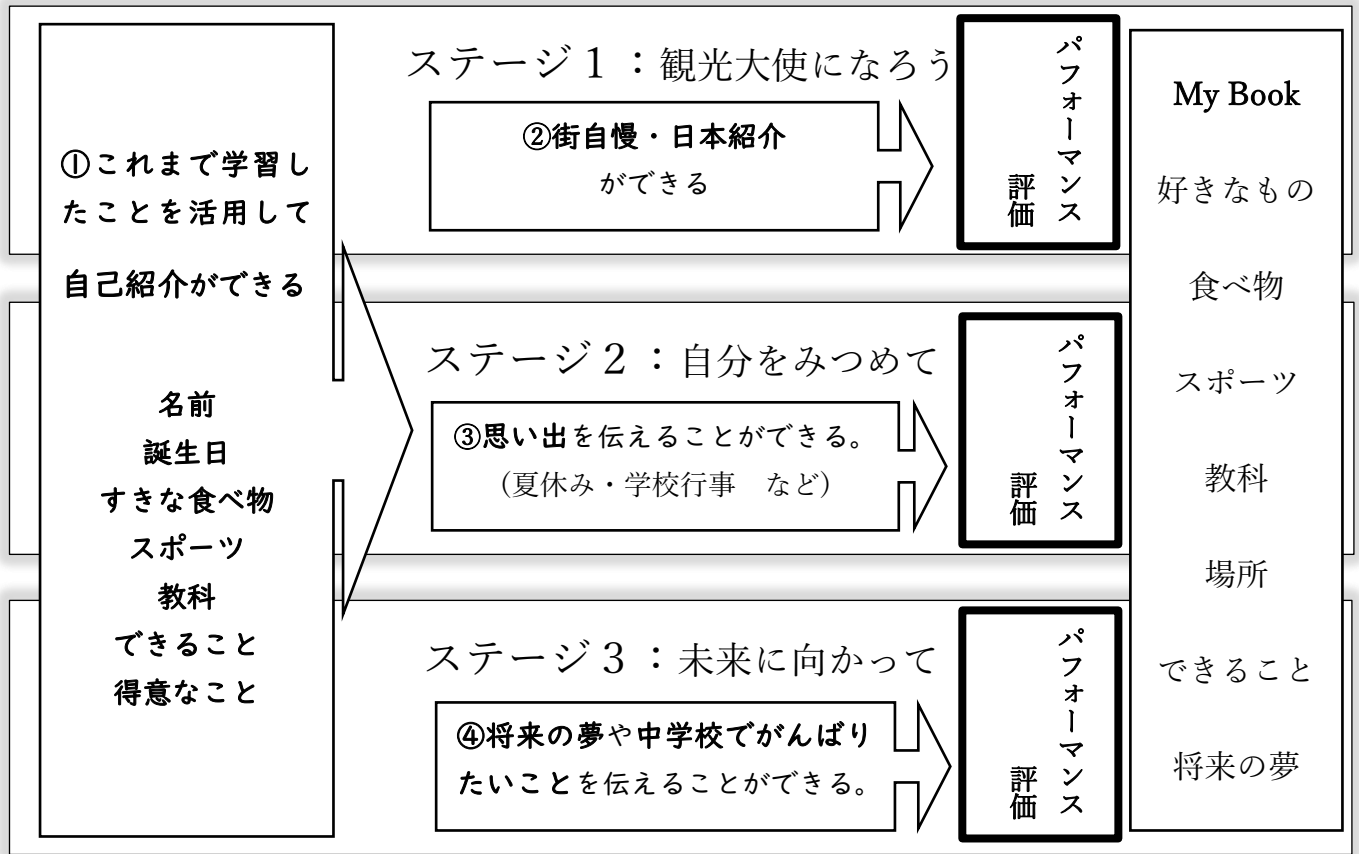 ①これまで学習し
たことを活用して
自己紹介ができる
名前
誕生日
すきな食べ物
スポーツ
教科
できること
得意なこと
ステージ１：観光大使になろう
②街自慢・日本紹介
ができる
パフォーマンス
評価
ステージ２：自分をみつめて
③思い出を伝えることができる。
（夏休み・学校行事　など）
パフォーマンス
評価
ステージ３：未来に向かって
④将来の夢や中学校でがんばり
たいことを伝えることができる。
パフォーマンス
評価
My Book
好きなもの
食べ物
スポーツ
教科
場所
できること
将来の夢